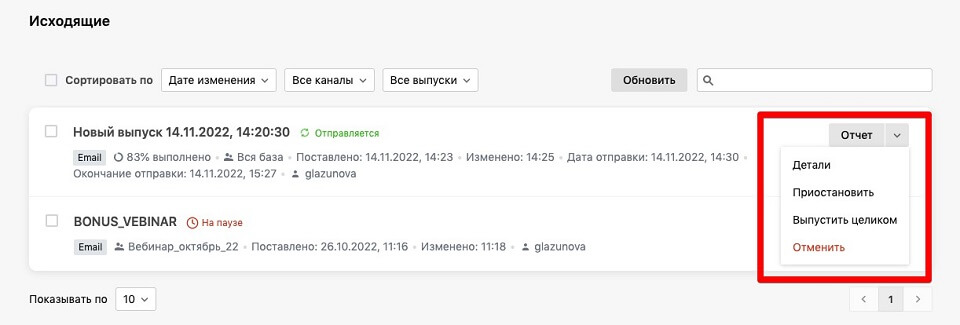 Исходящие
Сортировать по Дате изменения Все каналы Все выпуски Обновить
Новый выпуск 14.11.2022, 14:20:30 Отправляется Отчет
Email 83% выполнено • Вся база • Поставлено: 14.11.2022, 14:23 • Изменено: 14:25 • Дата отправки: 14.11.2022, 14:30 •
Окончание отправки: 14.11.2022, 15:27 • glazunova
Детали
Приостановить
Выпустить целиком
Отменить
BONUS_VEBINAR На паузе
Email Вебинар_октябрь_22 • Поставлено: 26.10.2022, 11:16 • Изменено: 11:18 • glazunova
Показывать по 10 1